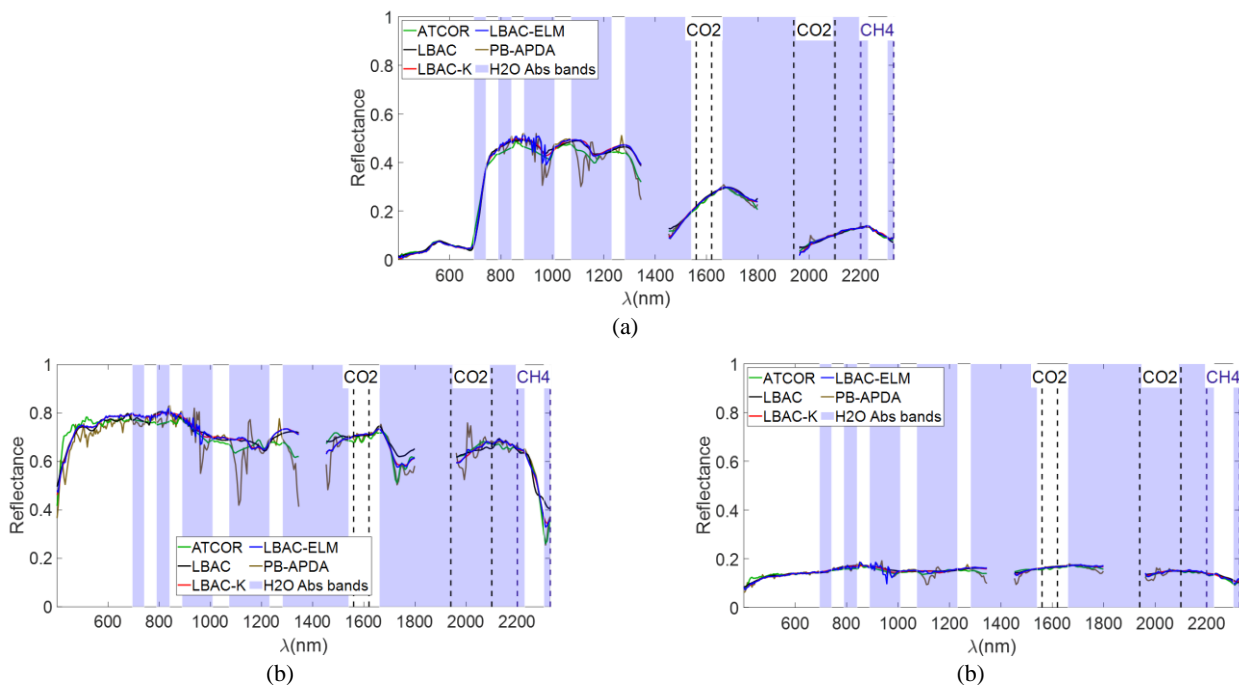 CO2 CO2 CH4
ATCOR LBAC-ELM
LBAC PB-APDA
LBAC-K H2O Abs bands
Reflectance
1
0.8
0.6
0.4
0.2
0
600 800 1000 1200 1400 1600 1800 2000 2200
λ(nm)
(a)
CO2 CO2 CH4
Reflectance
1
0.8
0.6
0.4
0.2
0
ATCOR LBAC-ELM
LBAC PB-APDA
LBAC-K H2O Abs bands
600 800 1000 1200 1400 1600 1800 2000 2200
λ(nm)
(b)
CO2 CO2 CH4
ATCOR LBAC-ELM
LBAC PB-APDA
LBAC-K H2O Abs bands
Reflectance
1
0.8
0.6
0.4
0.2
0
600 800 1000 1200 1400 1600 1800 2000 2200
λ(nm)
(b)